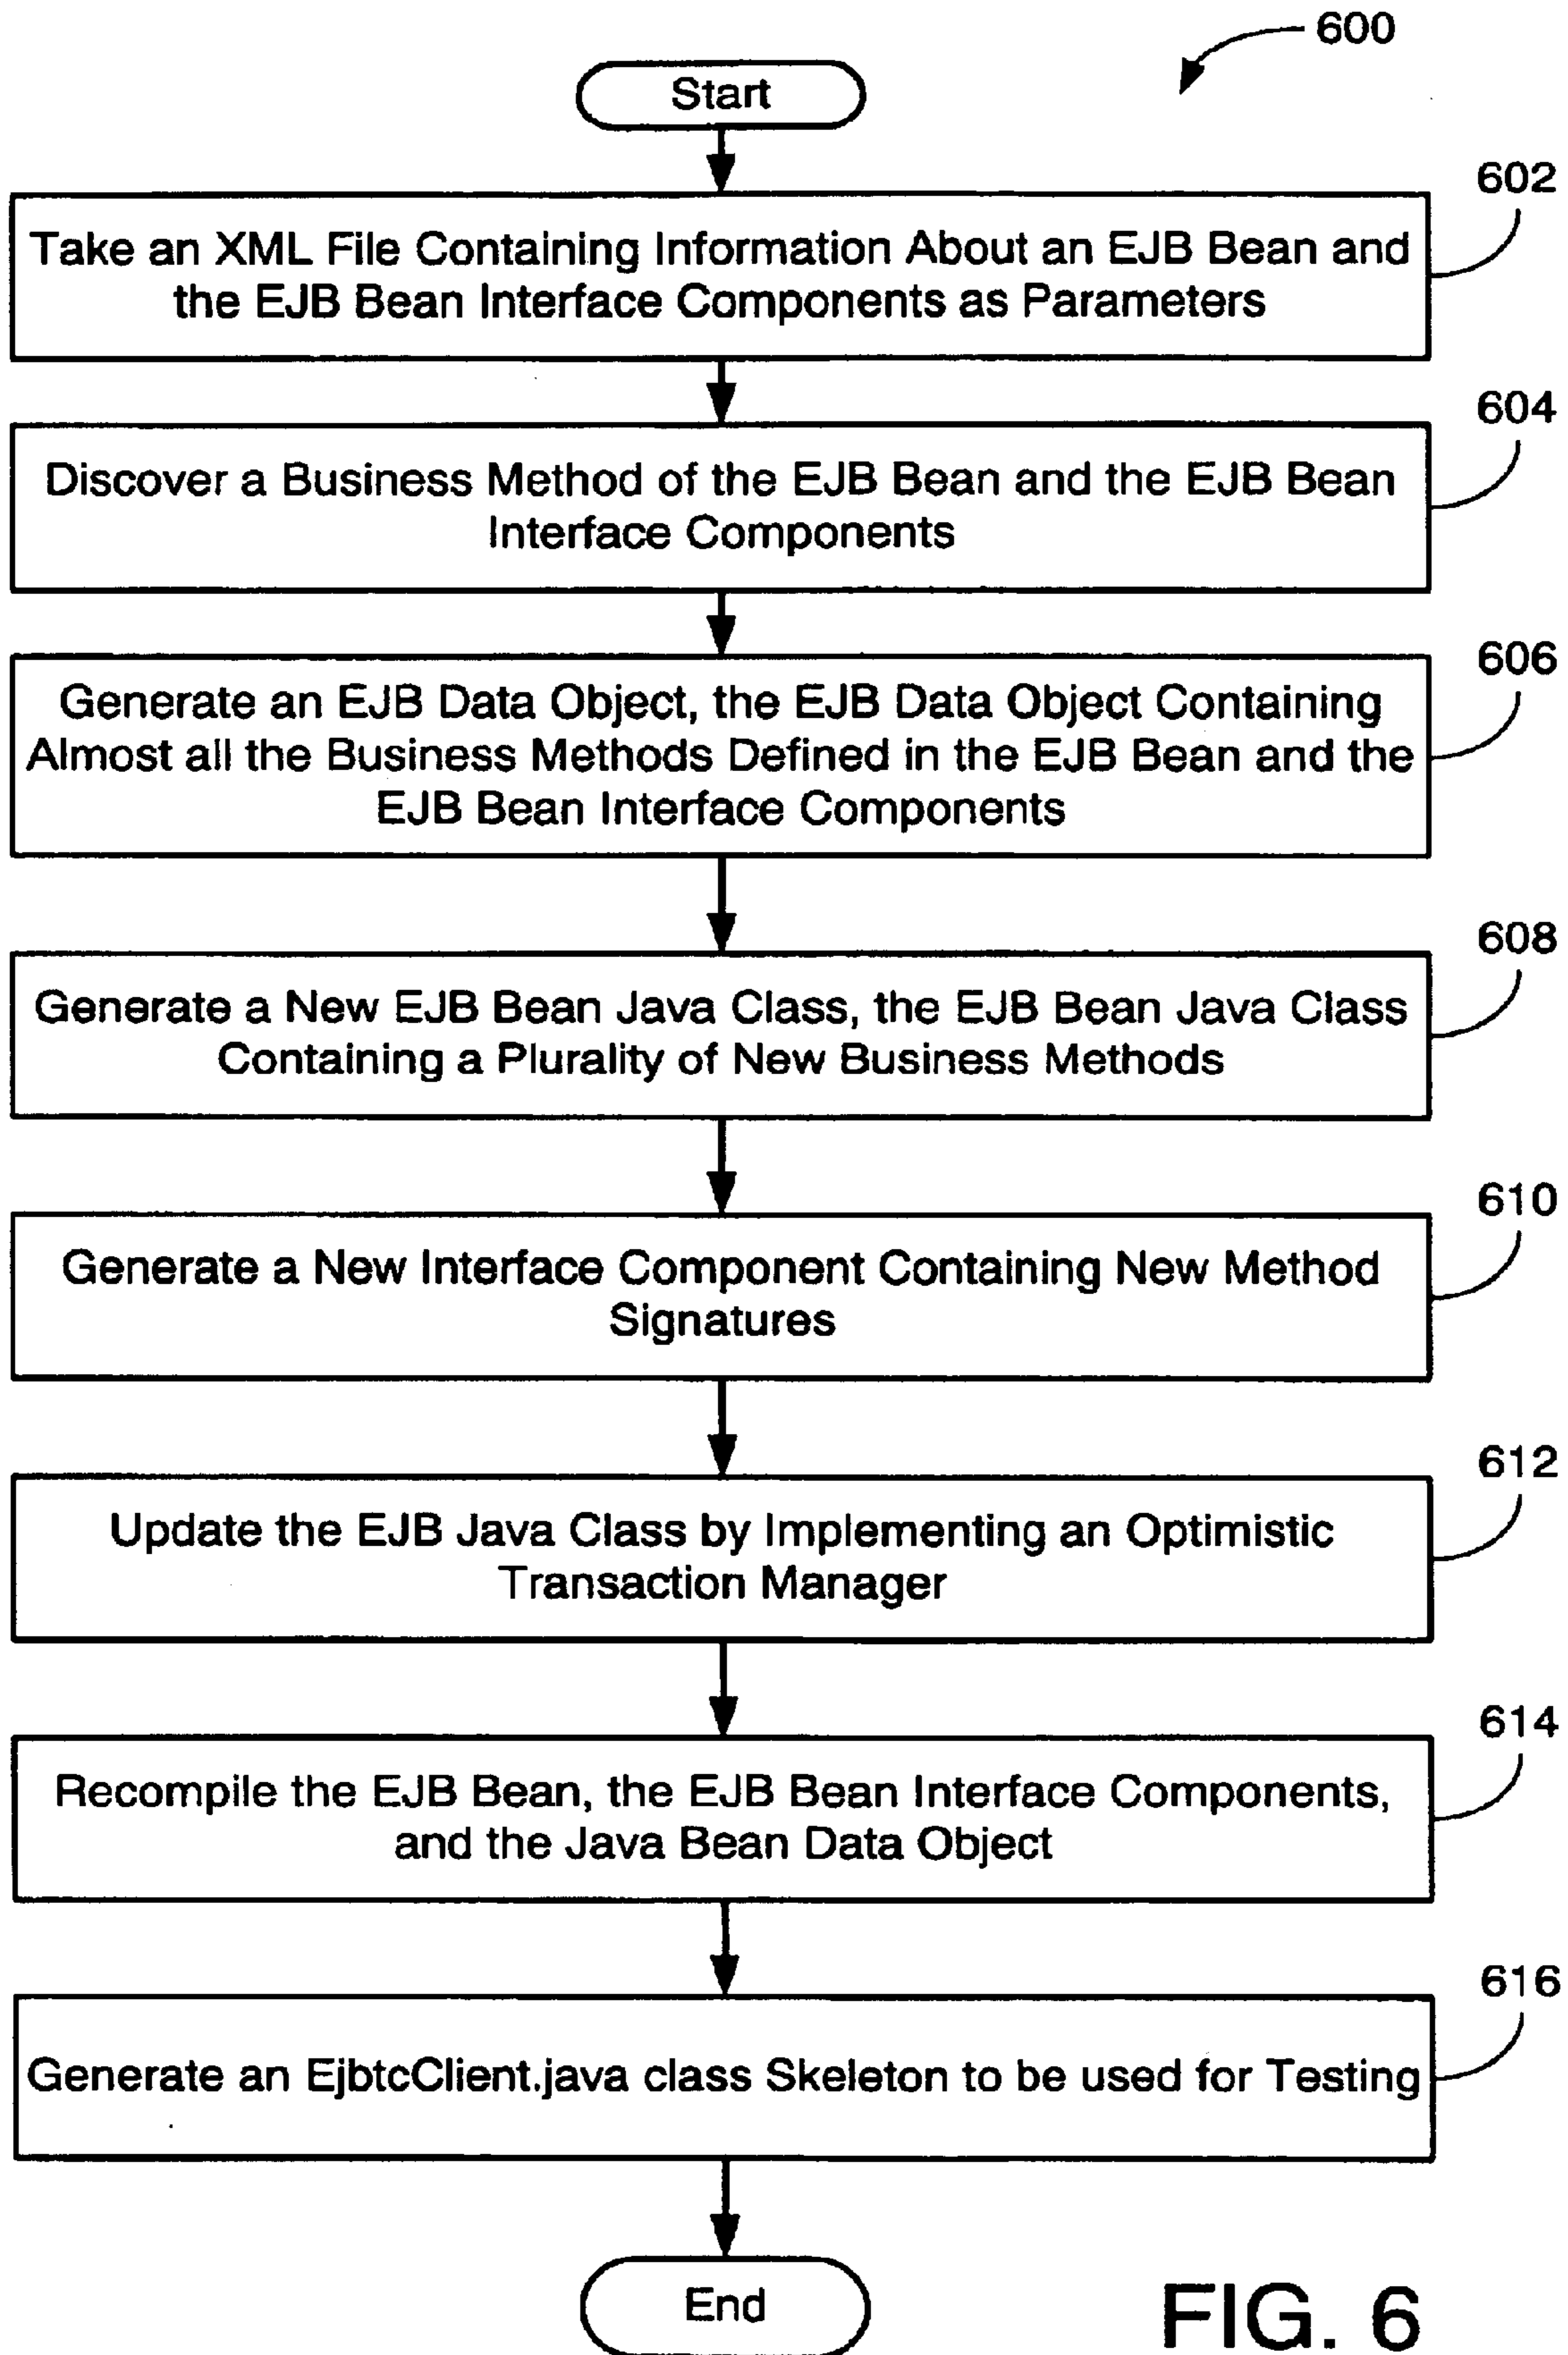 600
Start
602
Take an XML File Containing Information About an EJB Bean and
the EJB Bean Interface Components as Parameters
604
Discover a Business Method of the EJB Bean and the EJB Bean
Interface Components
606
Generate an EJB Data Object, the EJB Data Object Containing
Almost all the Business Methods Defined in the EJB Bean and the
EJB Bean Interface Components
608
Generate a New EJB Bean Java Class, the EJB Bean Java Class
Containing a Plurality of New Business Methods
610
Generate a New Interface Component Containing New Method
Signatures
612
Update the EJB Java Class by Implementing an Optimistic
Transaction Manager
614
Recompile the EJB Bean, the EJB Bean Interface Components,
and the Java Bean Data Object
616
Generate an EjbtcClient.java class Skeleton to be used for Testing
End
FIG. 6